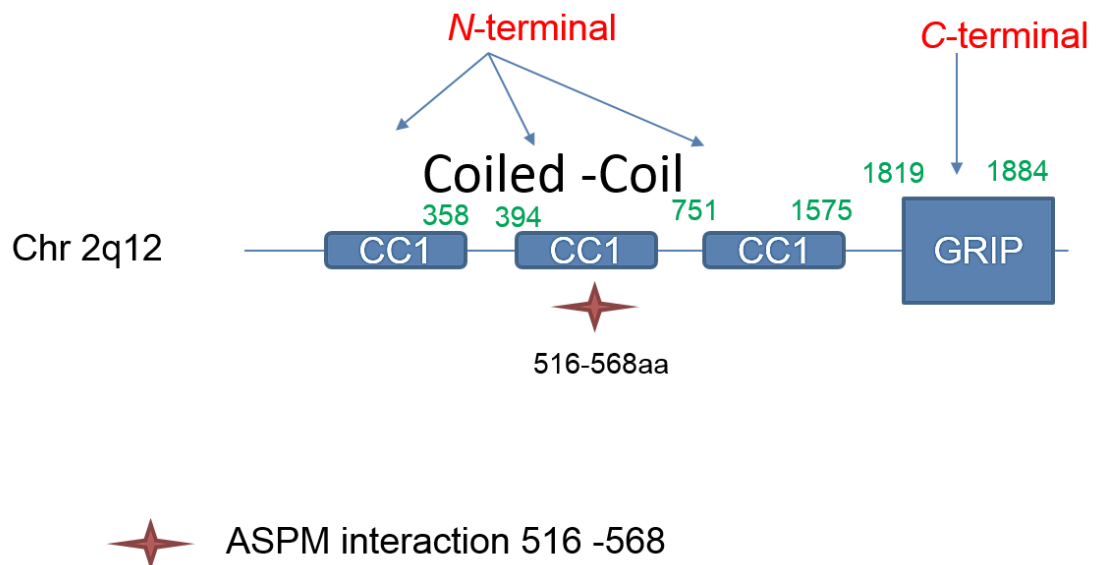 N-terminal
C-terminal
Coiled -Coil
1819 1884
358 394 751 1575
Chr 2q12 CC1 CC1 CC1 GRIP
516-568aa
ASPM interaction 516 -568